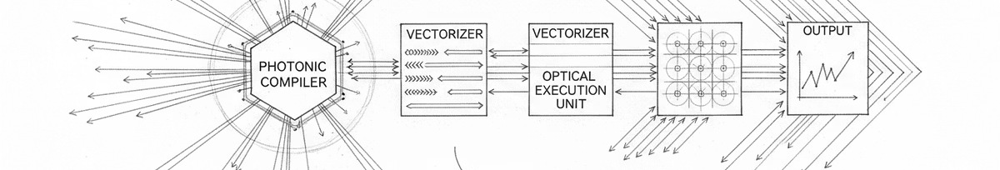 PHOTONIC
COMPILER
VECTORIZER
VECTORIZER
OPTICAL
EXECUTION
UNIT
OUTPUT